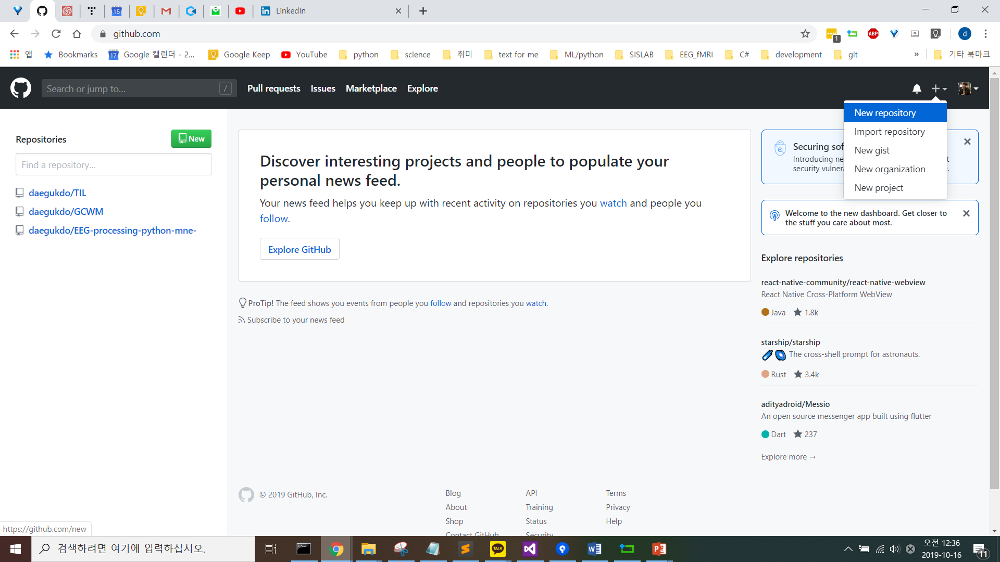 LinkedIn
github.com
1
d
앱
Bookmarks
Google 캘린더 - 2...
Google Keep
YouTube
python
science
취미
text for me
ML/python
SISLAB
EEG_fMRI
C#
development
git
»
기타 북마크
Search or jump to...
/
Pull requests
Issues
Marketplace
Explore
New repository
Import repository
New gist
New organization
New project
Repositories
New
Find a repository...
daegukdo/TIL
daegukdo/GCWM
daegukdo/EEG-processing-python-mne-
Discover interesting projects and people to populate your
personal news feed.
Your news feed helps you keep up with recent activity on repositories you watch and people you
follow.
Explore GitHub
ProTip! The feed shows you events from people you follow and repositories you watch.
Subscribe to your news feed
Securing sof
Introducing ne t
security vulner .
Welcome to the new dashboard. Get closer to
the stuff you care about most.
Explore repositories
react-native-community/react-native-webview
React Native Cross-Platform WebView
Java 1.8k
starship/starship
The cross-shell prompt for astronauts.
Rust 3.4k
adityadroid/Messio
An open source messenger app built using flutter
Dart 237
Explore more →
© 2019 GitHub, Inc.
Blog
About
Shop
Contact GitHub
API
Training
Status
Security
Terms
Privacy
Help
https://github.com/new
검색하려면 여기에 입력하십시오.
TALK
오전 12:36
2019-10-16
11